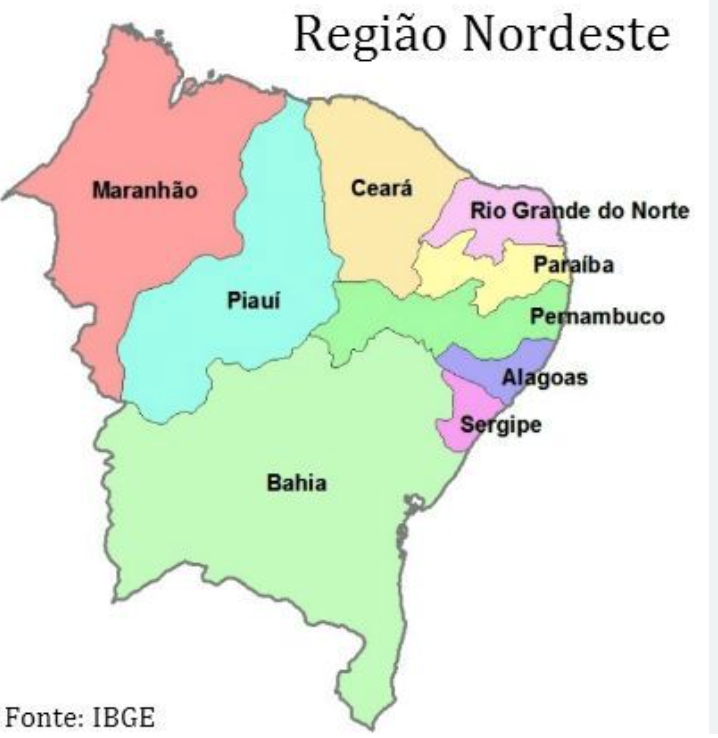 Região Nordeste
Maranhão
Ceará
Rio Grande do Norte
Paraíba
Piauí
Pernambuco
Alagoas
Sergipe
Bahia
Fonte: IBGE